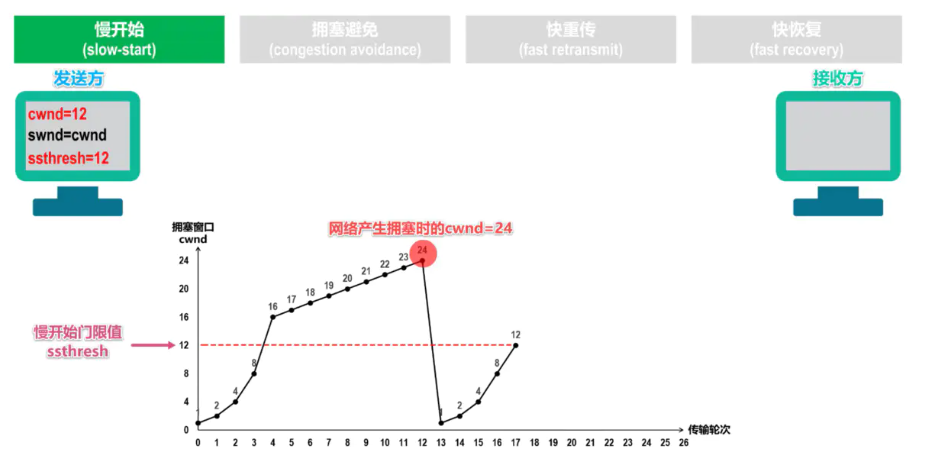 慢开始
(slow-start)
拥塞避免
(congestion avoidance)
快重传
(fast retransmit)
快恢复
(fast recovery)
发送方
接收方
cwnd=12
swnd=cwnd
ssthresh=12
网络产生拥塞时的cwnd=24
拥塞窗口
cwnd
24
20
16
12
8
4
0
慢开始门限值
ssthresh
2
4
8
16
17
18
19
20
21
22
23
24
1
2
4
8
12
0 1 2 3 4 5 6 7 8 9 10 11 12 13 14 15 16 17 18 19 20 21 22 23 24 25 26
传输轮次